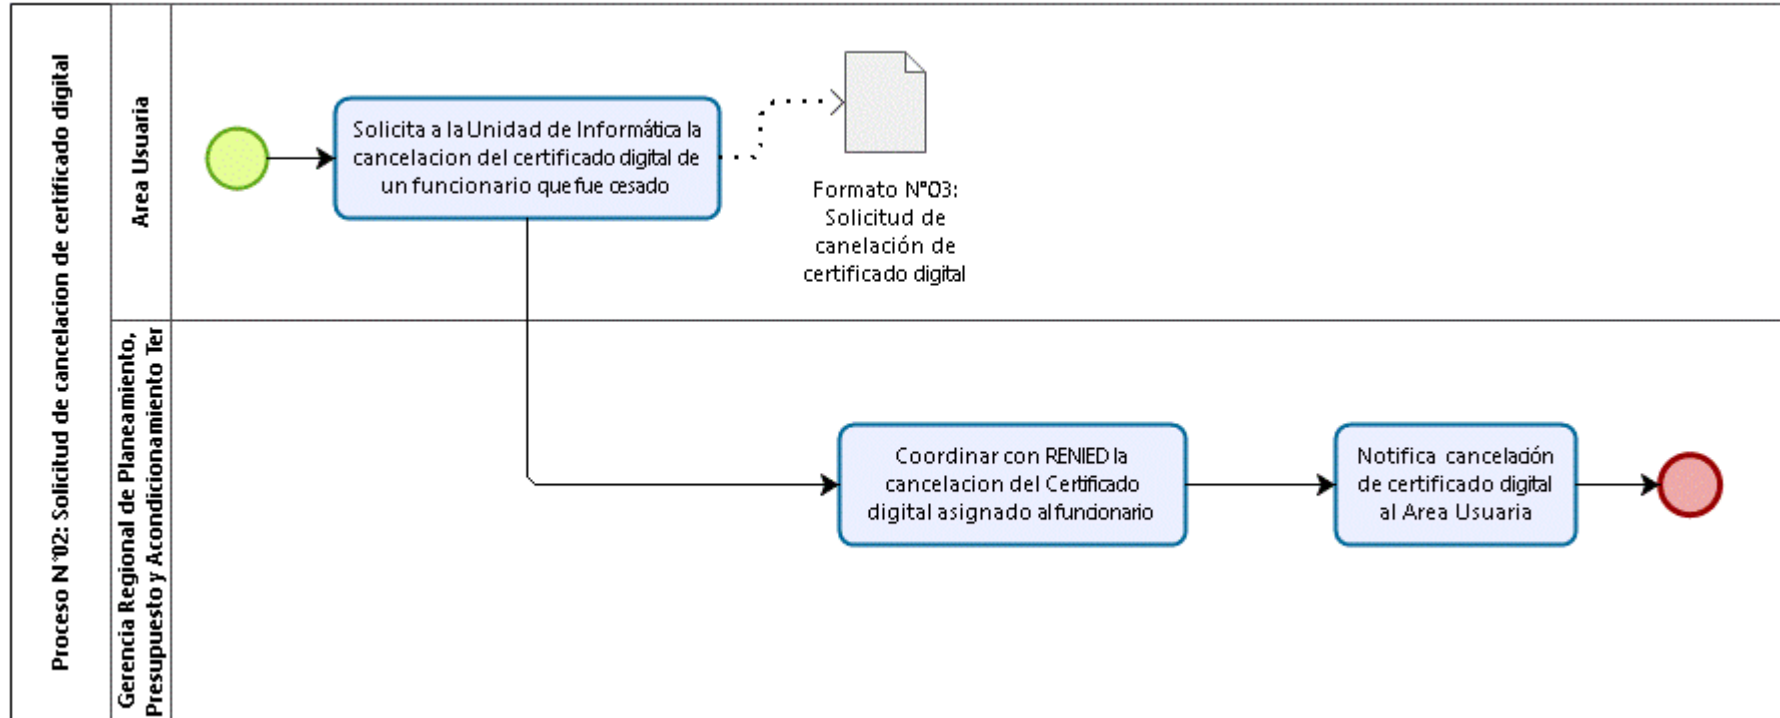 Proceso N°02: Solicitud de cancelacion de certificado digital
Area Usuaria
Solicita a la Unidad de Informática la
cancelacion del certificado digital de
un funcionario que fue cesado
Formato N°03:
Solicitud de
canelación de
certificado digital
Gerencia Regional de Planeamiento,
Presupuesto y Acondicionamiento Ter
Coordinar con RENIED la
cancelacion del Certificado
digital asignado al funcionario
Notifica cancelación
de certificado digital
al Area Usuaria